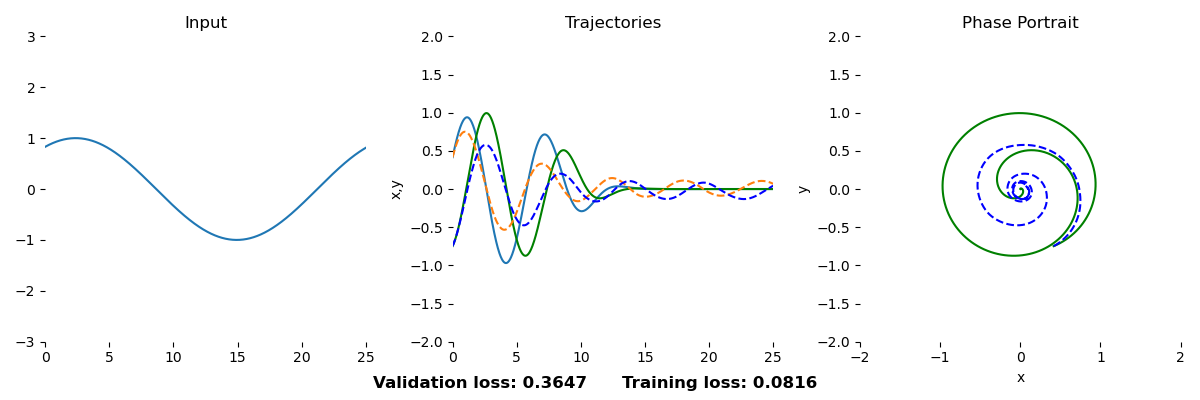 Input
3
2
1
0
−1
−2
−3
0 5 10 15 20 25
Trajectories
x,y
2.0
1.5
1.0
0.5
0.0
−0.5
−1.0
−1.5
−2.0
0 5 10 15 20 25
Phase Portrait
y
2.0
1.5
1.0
0.5
0.0
−0.5
−1.0
−1.5
−2.0
−2 −1 0 1 2
x
Validation loss: 0.3647 Training loss: 0.0816